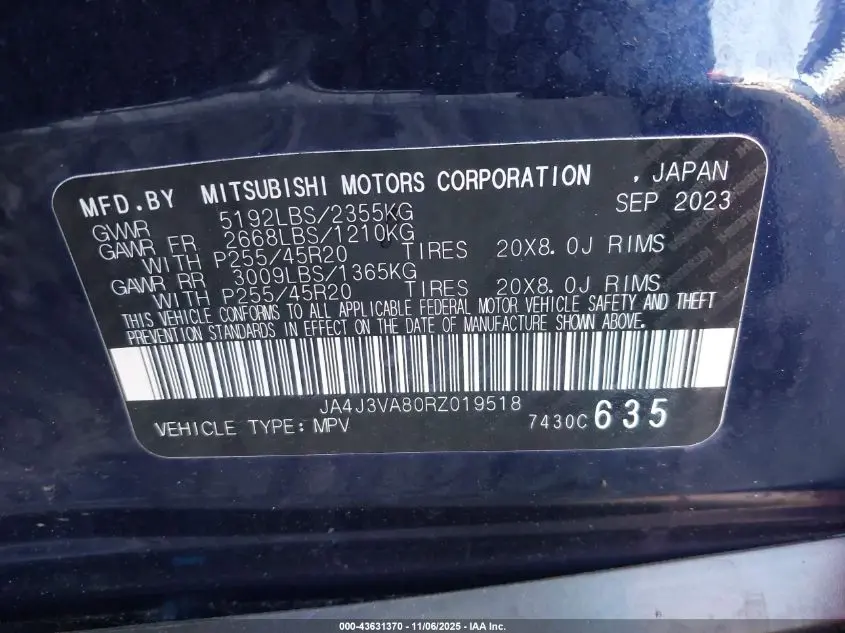 MFD.BY MITSUBISHI MOTORS CORPORATION , JAPAN
GVWR 5192LBS/2355KG SEP 2023
GAWR FR 2668LBS/1210KG
WITH P255/45R20 TIRES 20X8.0J RIMS
GAWR RR 3009LBS/1365KG
WITH P255/45R20 TIRES 20X8.0J RIMS
THIS VEHICLE CONFORMS TO ALL APPLICABLE FEDERAL MOTOR VEHICLE SAFETY AND THEFT
PREVENTION STANDARDS IN EFFECT ON THE DATE OF MANUFACTURE SHOWN ABOVE.
JA4J3VA80RZ019518
VEHICLE TYPE: MPV 7430C 635
000-43631370 - 11/06/2025 - IAA Inc.